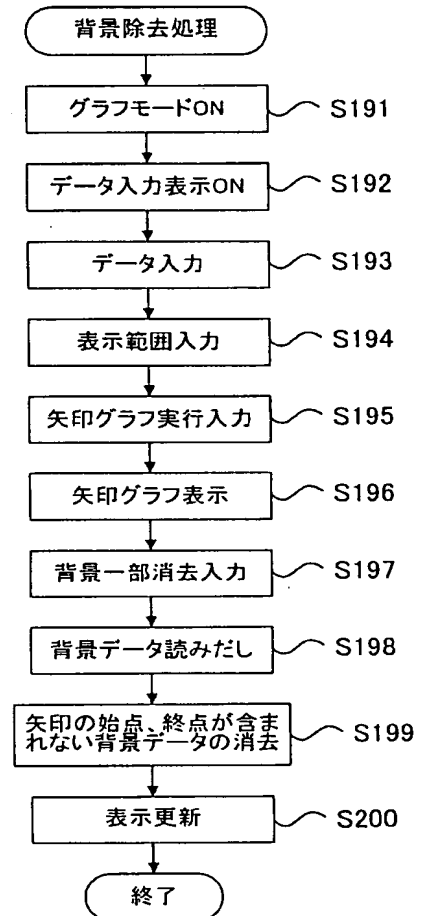 背景除去処理
グラフモードON
S191
データ入力表示ON
S192
データ入力
S193
表示範囲入力
S194
矢印グラフ実行入力
S195
矢印グラフ表示
S196
背景一部消去入力
S197
背景データ読みだし
S198
矢印の始点、終点が含ま
れない背景データの消去
S199
表示更新
S200
終了